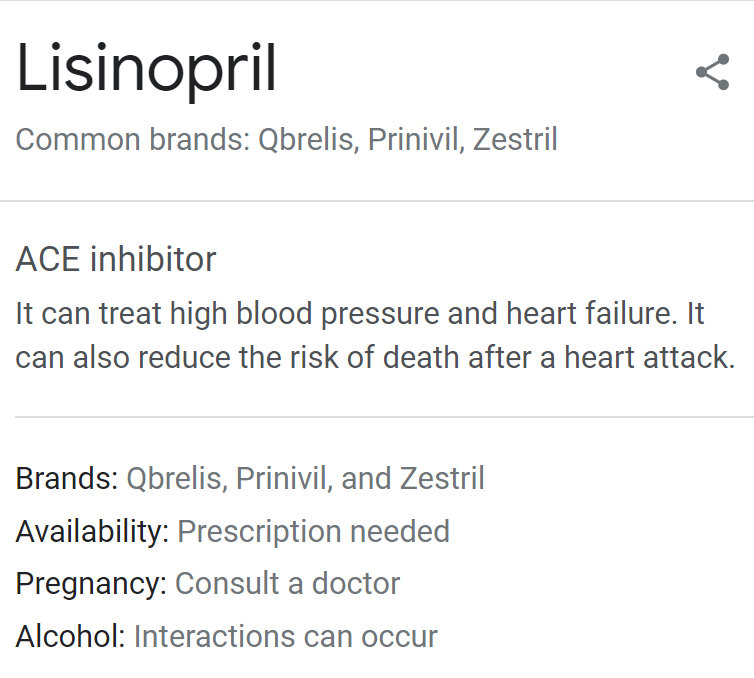 Lisinopril
Common brands: Qbrelis, Prinivil, Zestril
ACE inhibitor
It can treat high blood pressure and heart failure. It
can also reduce the risk of death after a heart attack.
Brands: Qbrelis, Prinivil, and Zestril
Availability: Prescription needed
Pregnancy: Consult a doctor
Alcohol: Interactions can occur